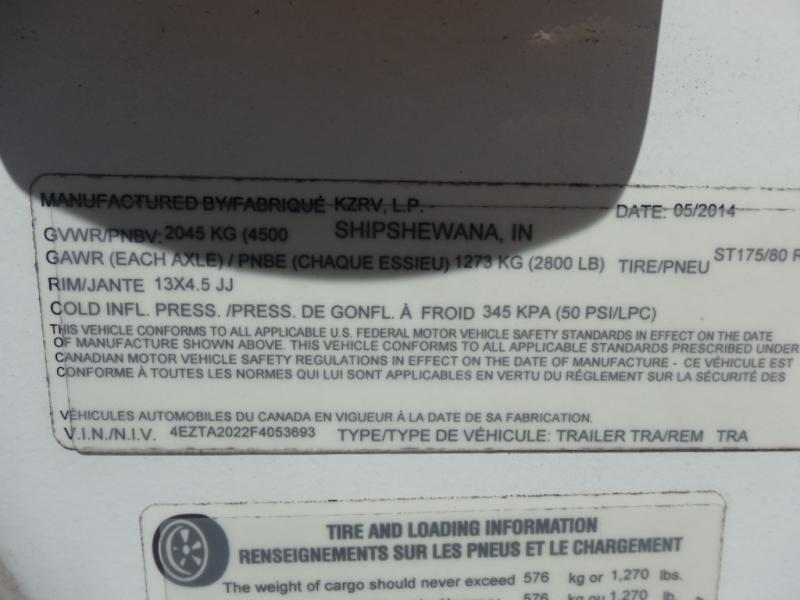 MANUFACTURED BY/FABRIQUÉ KZRV, L.P. DATE: 05/2014
GVWR/PNBV: 2045 KG (4500 SHIPSHEWANA, IN
GAWR (EACH AXLE) / PNBE (CHAQUE ESSIEU) 1273 KG (2800 LB) TIRE/PNEU ST175/80 R
RIM/JANTE 13X4.5 JJ
COLD INFL. PRESS. /PRESS. DE GONFL. À FROID 345 KPA (50 PSI/LPC)
THIS VEHICLE CONFORMS TO ALL APPLICABLE U.S. FEDERAL MOTOR VEHICLE SAFETY STANDARDS IN EFFECT ON THE DATE
OF MANUFACTURE SHOWN ABOVE. THIS VEHICLE CONFORMS TO ALL APPLICABLE STANDARDS PRESCRIBED UNDER
CANADIAN MOTOR VEHICLE SAFETY REGULATIONS IN EFFECT ON THE DATE OF MANUFACTURE - CE VÉHICULE EST
CONFORME À TOUTES LES NORMES QUI LUI SONT APPLICABLES EN VERTU DU RÉGLEMENT SUR LA SÉCURITÉ DES
VÉHICULES AUTOMOBILES DU CANADA EN VIGUEUR À LA DATE DE SA FABRICATION.
V.I.N./N.I.V. 4EZTA2022F4053693 TYPE/TYPE DE VÉHICULE: TRAILER TRA/REM TRA
TIRE AND LOADING INFORMATION
RENSEIGNEMENTS SUR LES PNEUS ET LE CHARGEMENT
The weight of cargo should never exceed 576 kg or 1,270 lbs.
576 kg ou 1,270 lb.